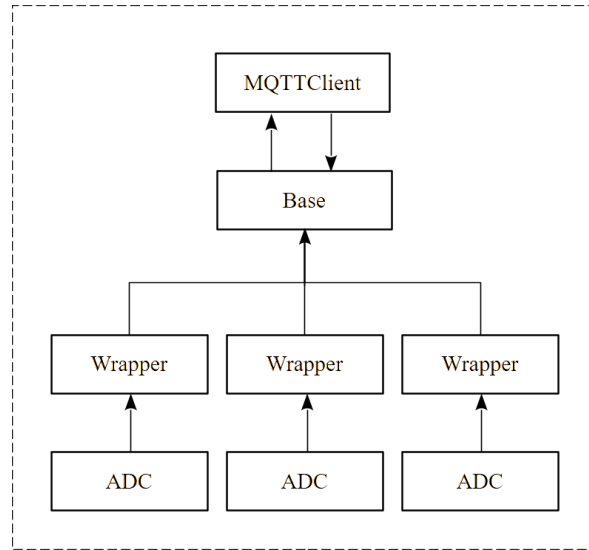 MQTTClient
Base
Wrapper
Wrapper
Wrapper
ADC
ADC
ADC